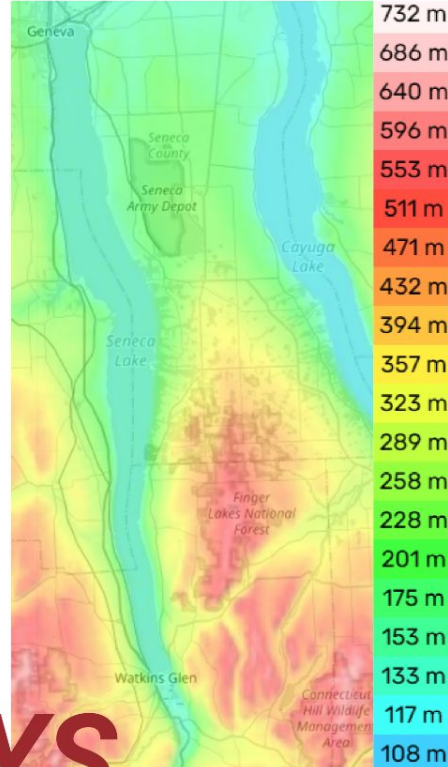 Geneva
Seneca
County
Seneca
Army Depot
Cayuga
Lake
Seneca
Lake
Finger
Lakes National
Forest
Watkins Glen
Connecticut
Hill Wildlife
Management
Area
YS
732 m
686 m
640 m
596 m
553 m
511 m
471 m
432 m
394 m
357 m
323 m
289 m
258 m
228 m
201 m
175 m
153 m
133 m
117 m
108 m